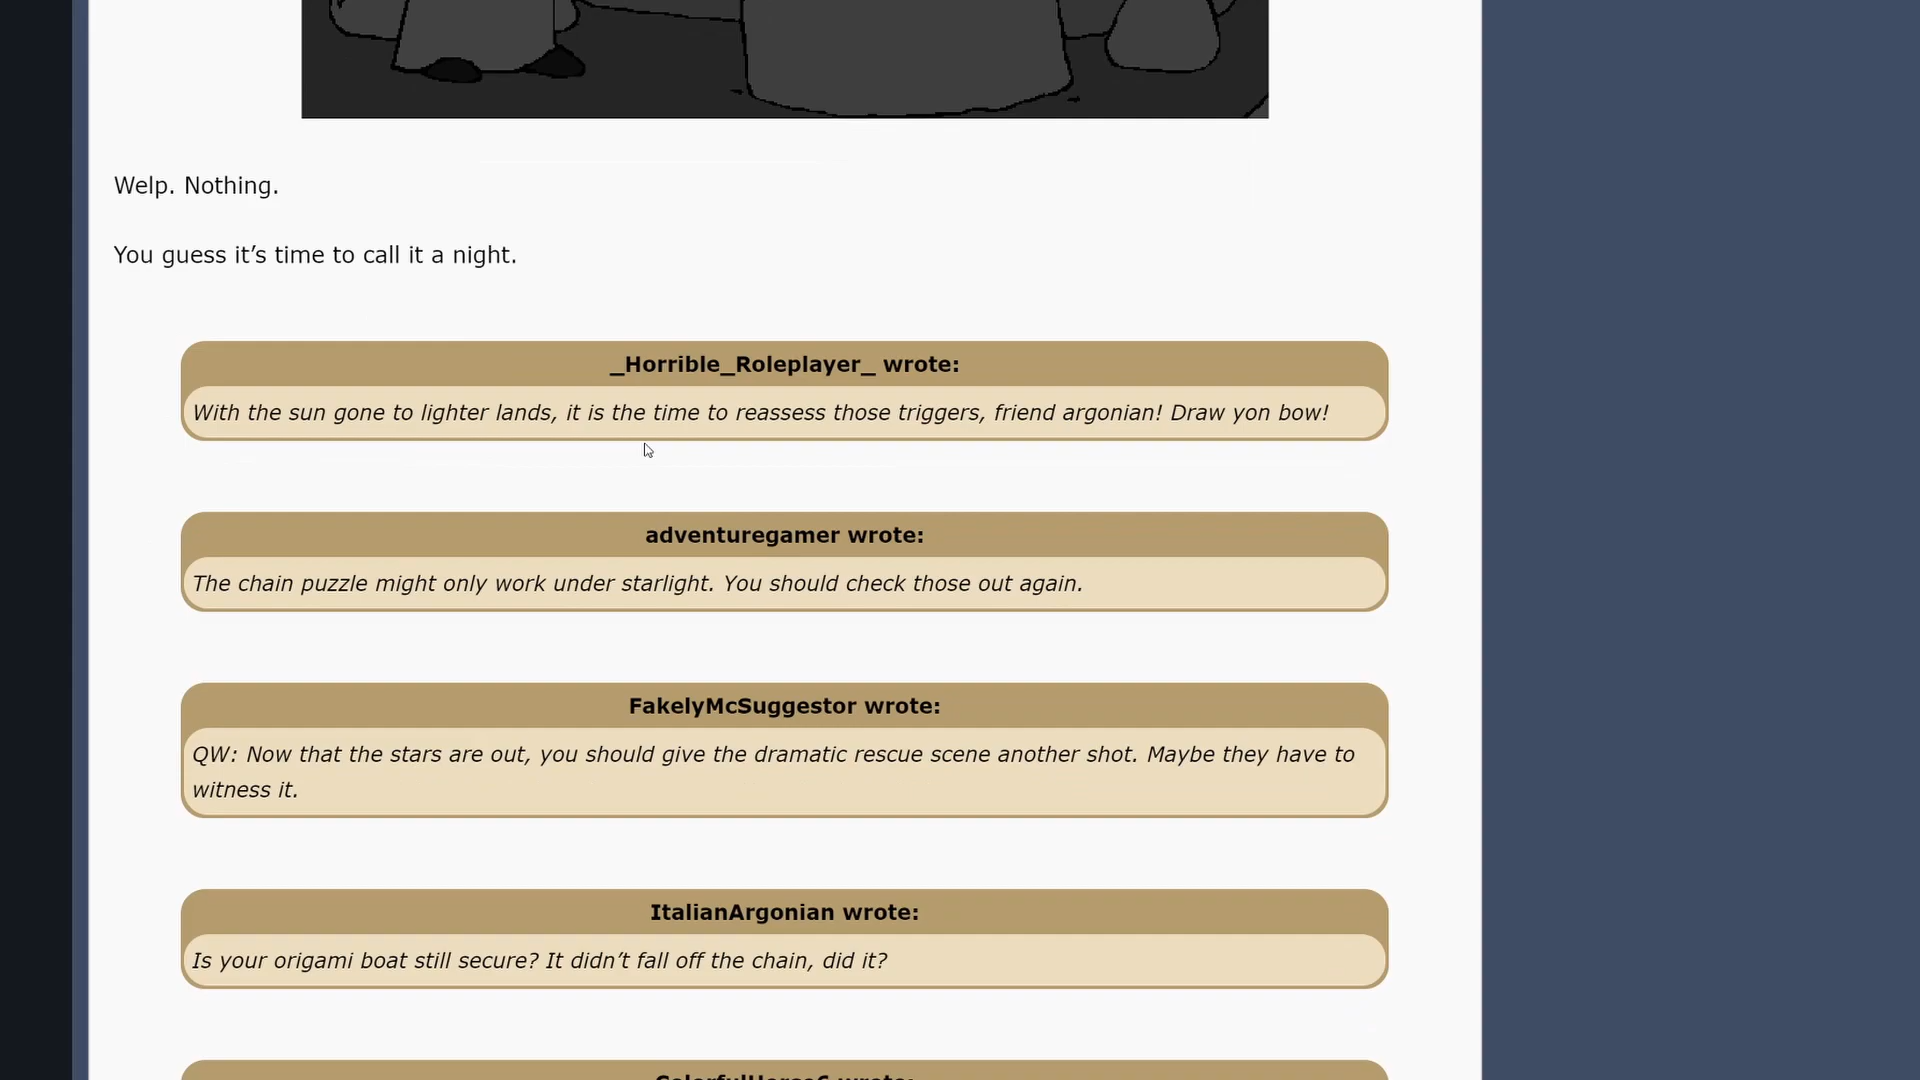 Welp. Nothing.
You guess it’s time to call it a night.
_Horrible_Roleplayer_ wrote:
With the sun gone to lighter lands, it is the time to reassess those triggers, friend argonian! Draw yon bow!
adventuregamer wrote:
The chain puzzle might only work under starlight. You should check those out again.
FakelyMcSuggestor wrote:
QW: Now that the stars are out, you should give the dramatic rescue scene another shot. Maybe they have to
witness it.
ItalianArgonian wrote:
Is your origami boat still secure? It didn’t fall off the chain, did it?
ColorfulHorse6 wrote: